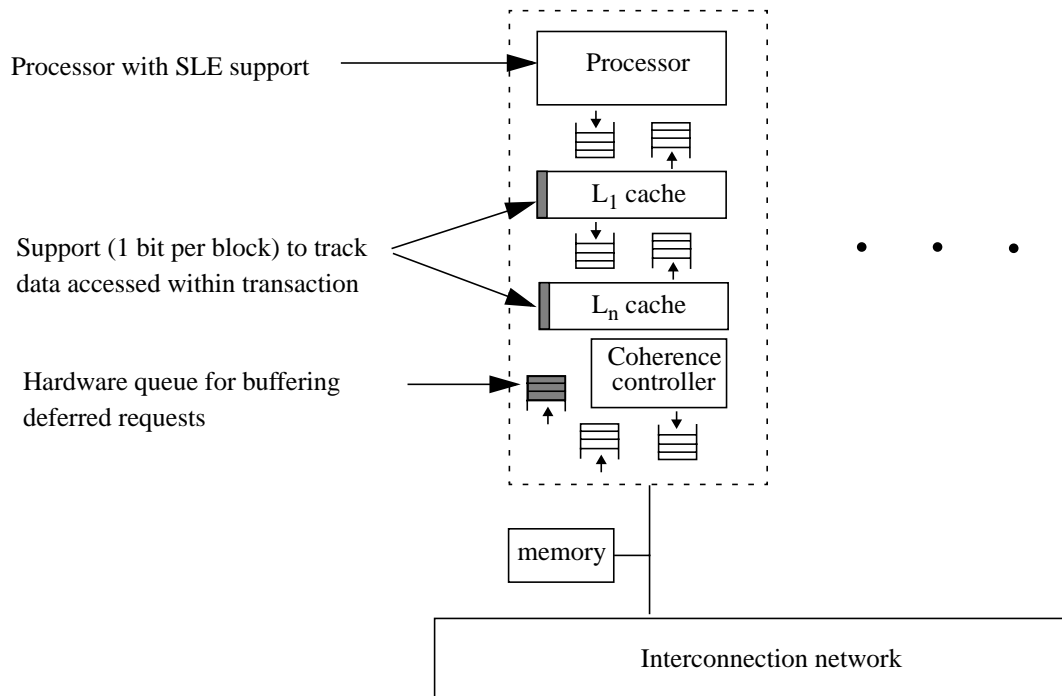 Processor with SLE support
Processor
L1 cache
Support (1 bit per block) to track
data accessed within transaction
Ln cache
Hardware queue for buffering
deferred requests
Coherence
controller
memory
Interconnection network